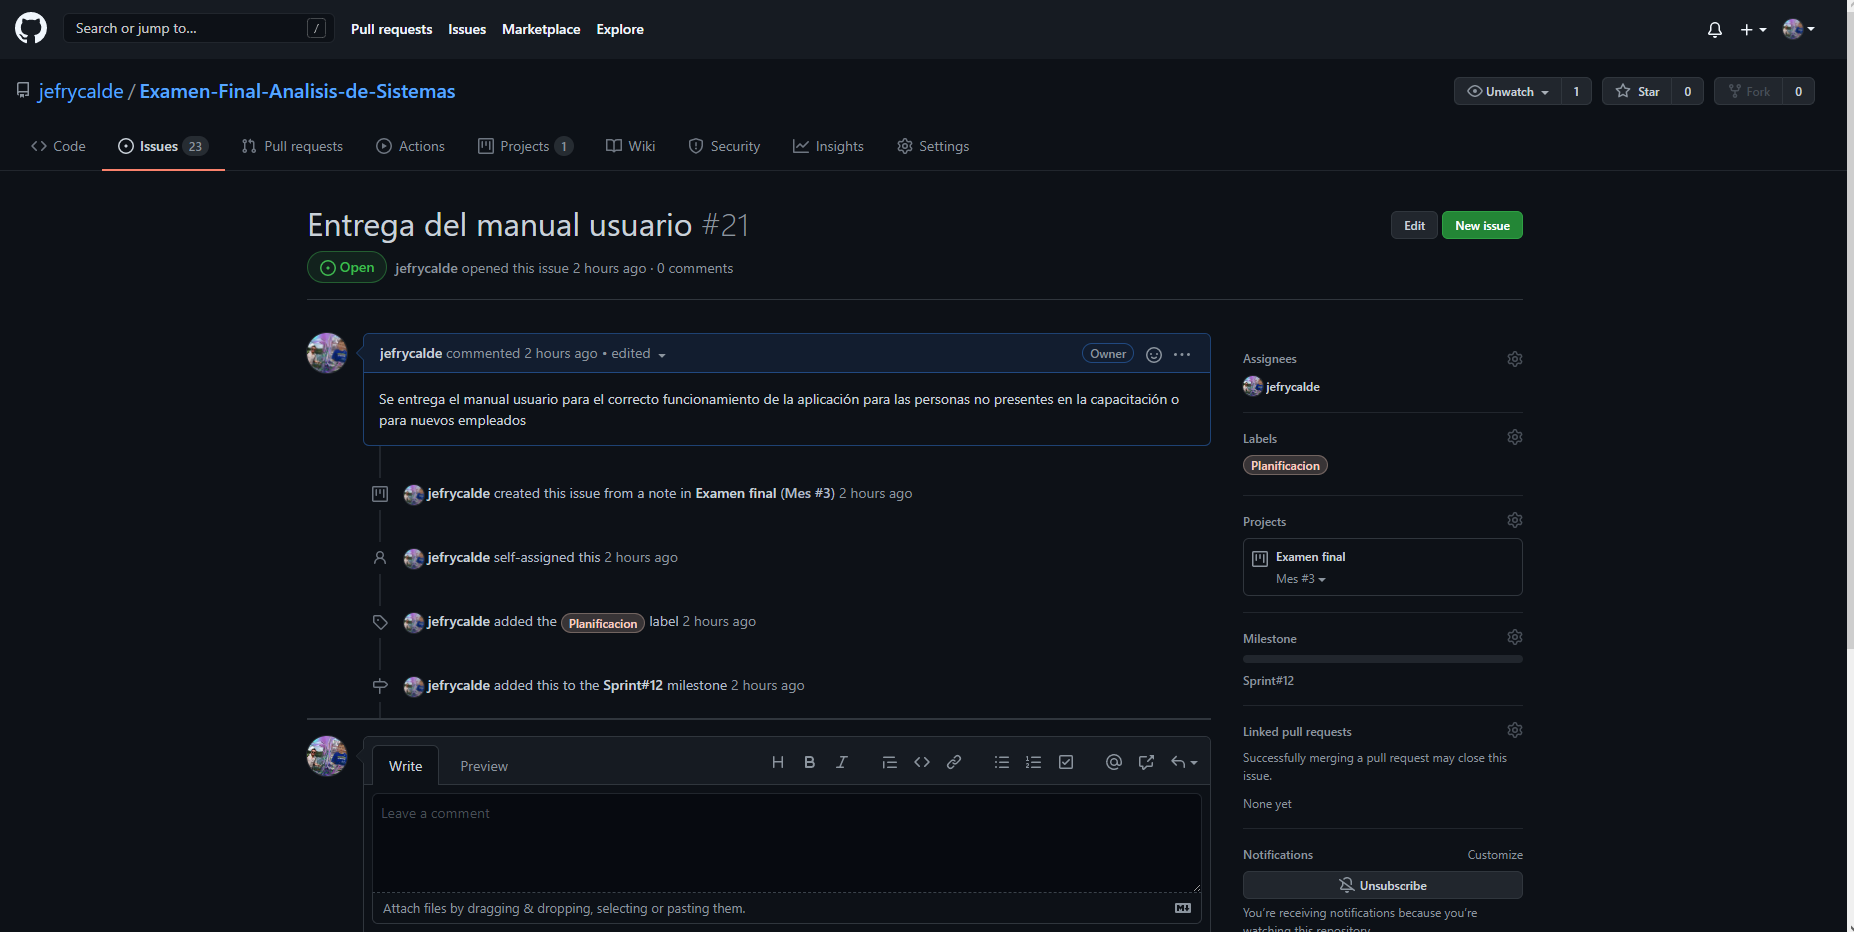 Search or jump to... /
Pull requests Issues Marketplace Explore
jefrycalde / Examen-Final-Analisis-de-Sistemas
Unwatch 1 Star 0 Fork 0
Code Issues 23 Pull requests Actions Projects 1 Wiki Security Insights Settings
Entrega del manual usuario #21
Edit New issue
Open jefrycalde opened this issue 2 hours ago · 0 comments
jefrycalde commented 2 hours ago • edited
Owner
Se entrega el manual usuario para el correcto funcionamiento de la aplicación para las personas no presentes en la capacitación o
para nuevos empleados
jefrycalde created this issue from a note in Examen final (Mes #3) 2 hours ago
jefrycalde self-assigned this 2 hours ago
jefrycalde added the Planificacion label 2 hours ago
jefrycalde added this to the Sprint#12 milestone 2 hours ago
Write Preview
Leave a comment
Attach files by dragging & dropping, selecting or pasting them.
Assignees
jefrycalde
Labels
Planificacion
Projects
Examen final
Mes #3
Milestone
Sprint#12
Linked pull requests
Successfully merging a pull request may close this
issue.
None yet
Notifications Customize
Unsubscribe
You're receiving notifications because you're
watching this repository.